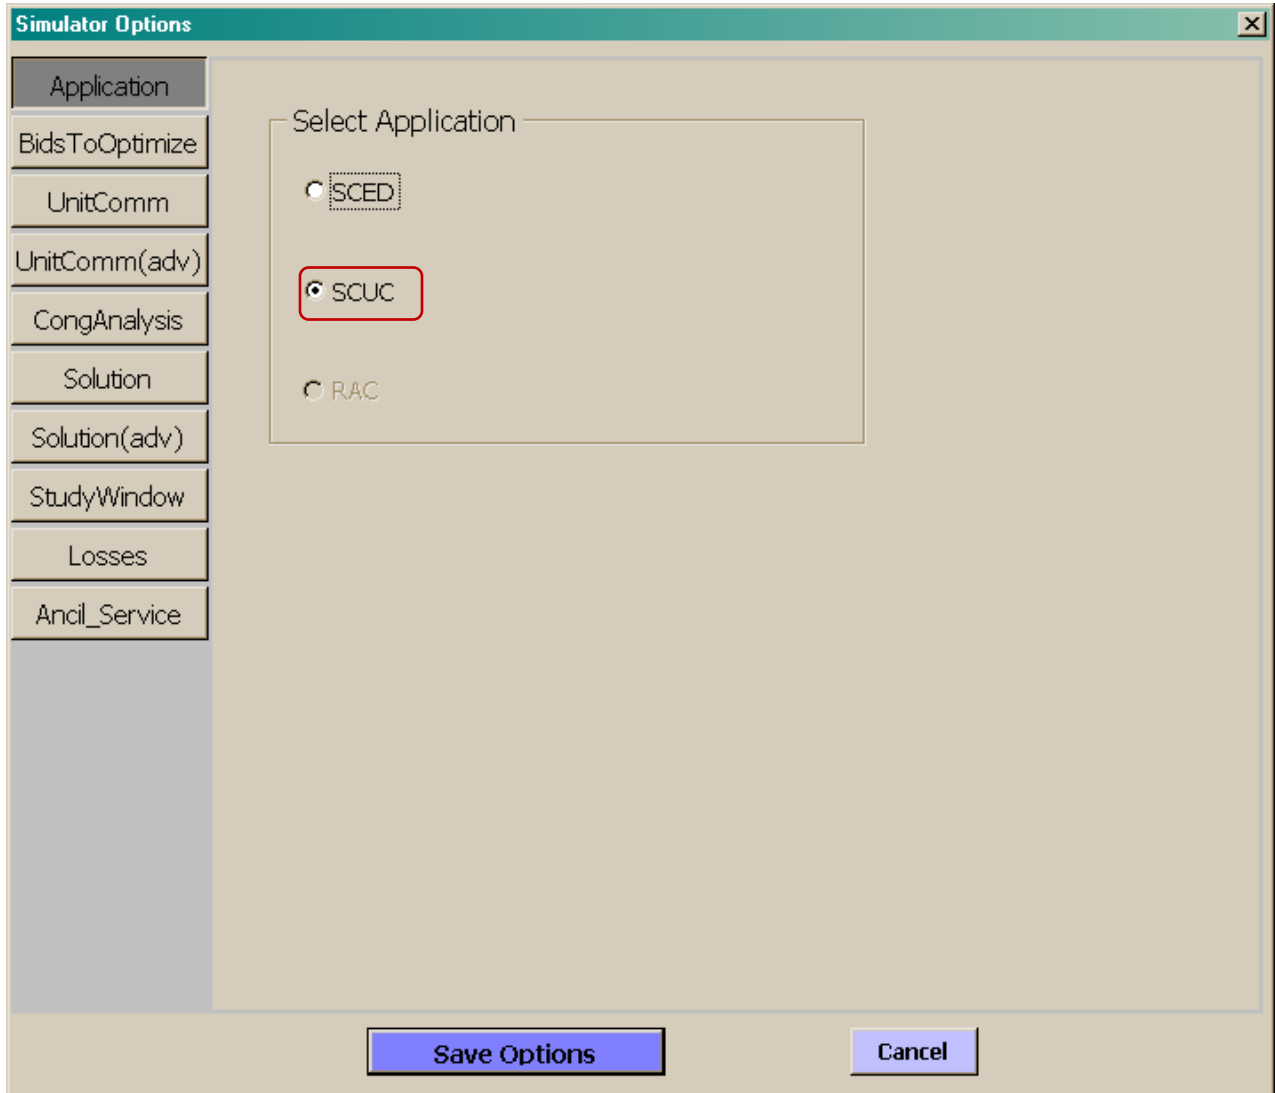 Simulator Options
Application
BidsToOptimize
UnitComm
UnitComm(adv)
CongAnalysis
Solution
Solution(adv)
StudyWindow
Losses
Ancil_Service
Select Application
SCED
SCUC
RAC
Save Options
Cancel